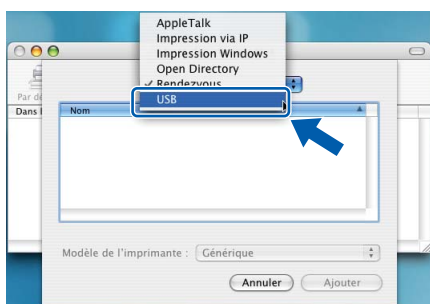 AppleTalk
Impression via IP
Impression Windows
Open Directory
✓ Rendezvous
USB
Par dé
Dans l
Nom
Modèle de l'imprimante : Générique
Annuler Ajouter